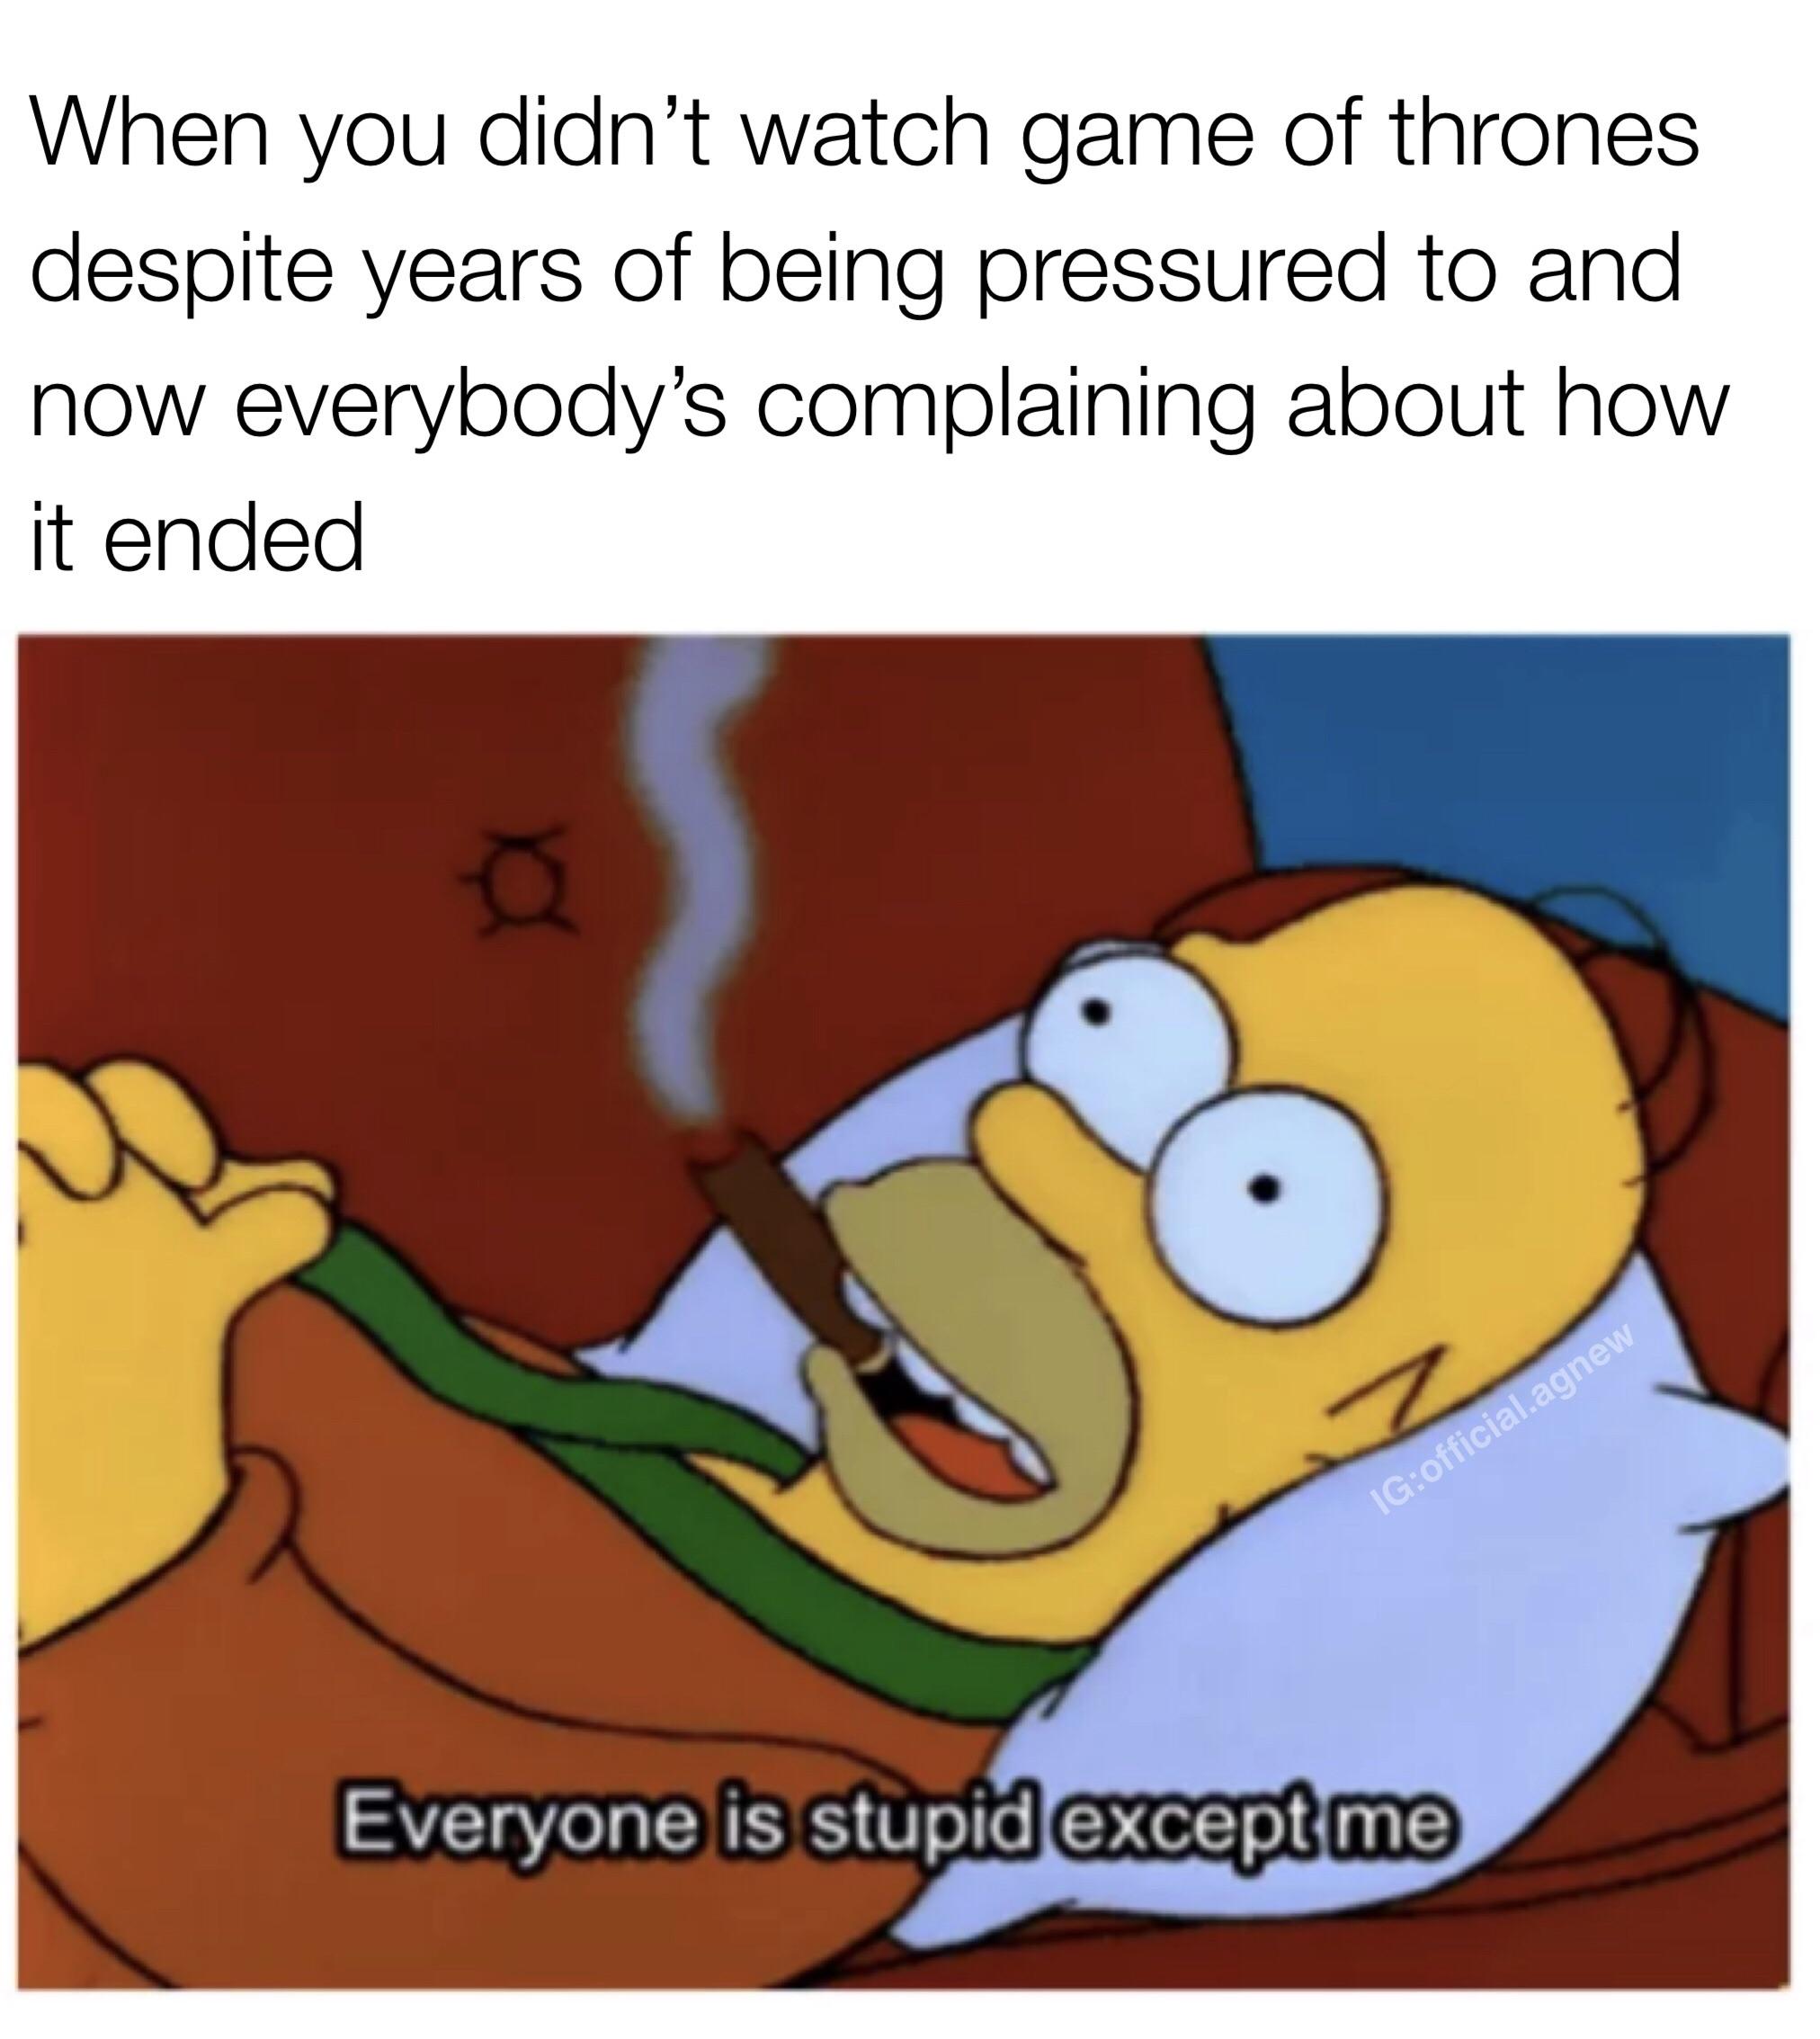 When you didn’t watch game of thrones
despite years of being pressured to and
now everybody’s complaining about how
it ended
IG:official.agnew
Everyone is stupid except me